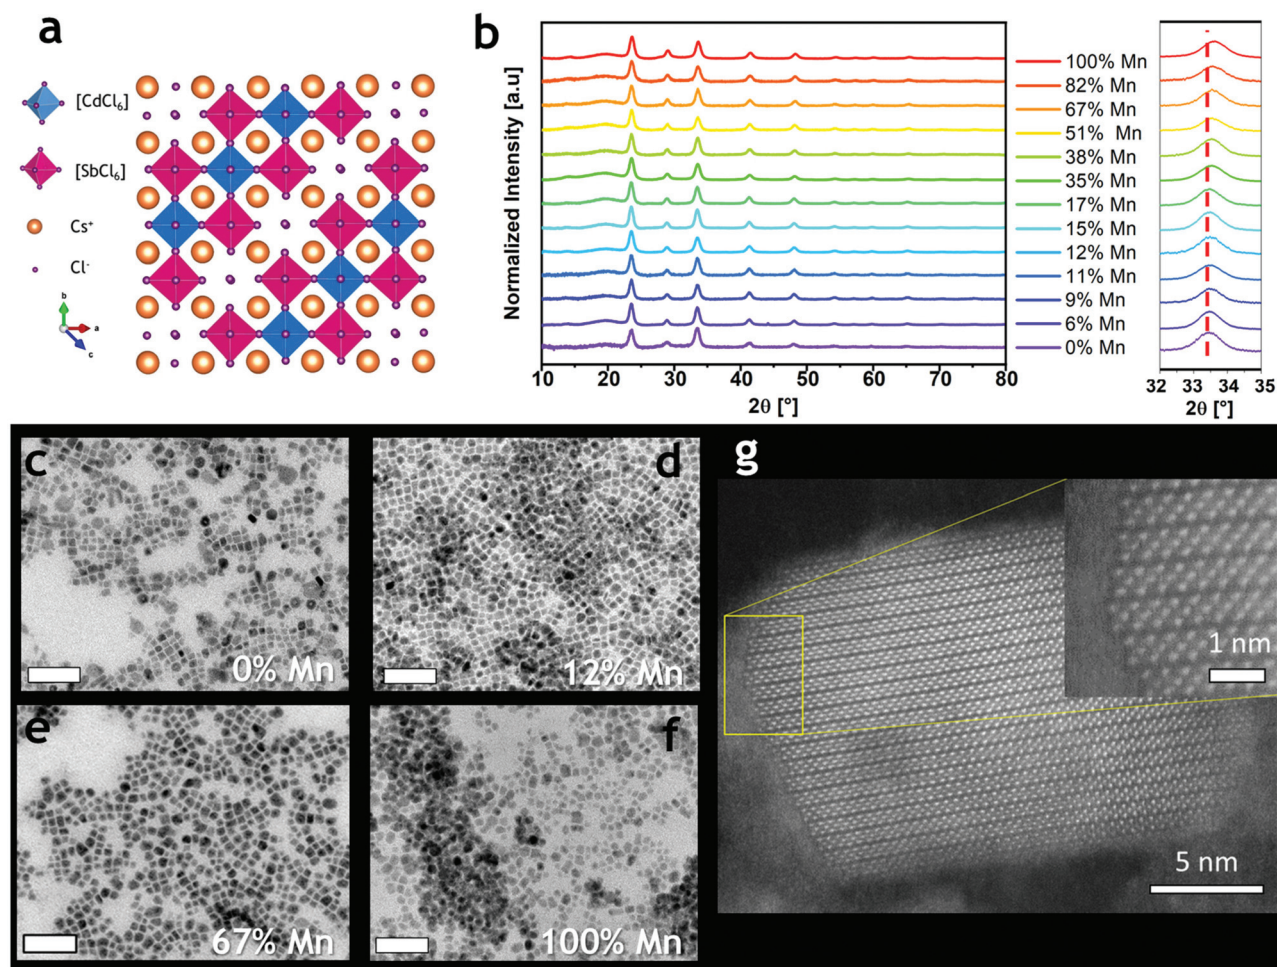 a
[CdCl₆]
[SbCl₆]
Cs⁺
Cl⁻
b
a
c
b
Normalized Intensity [a.u]
100% Mn
82% Mn
67% Mn
51% Mn
38% Mn
35% Mn
17% Mn
15% Mn
12% Mn
11% Mn
9% Mn
6% Mn
0% Mn
10 20 30 40 50 60 70 80
2θ [°]
32 33 34 35
2θ [°]
c
0% Mn
d
12% Mn
e
67% Mn
f
100% Mn
g
1 nm
5 nm